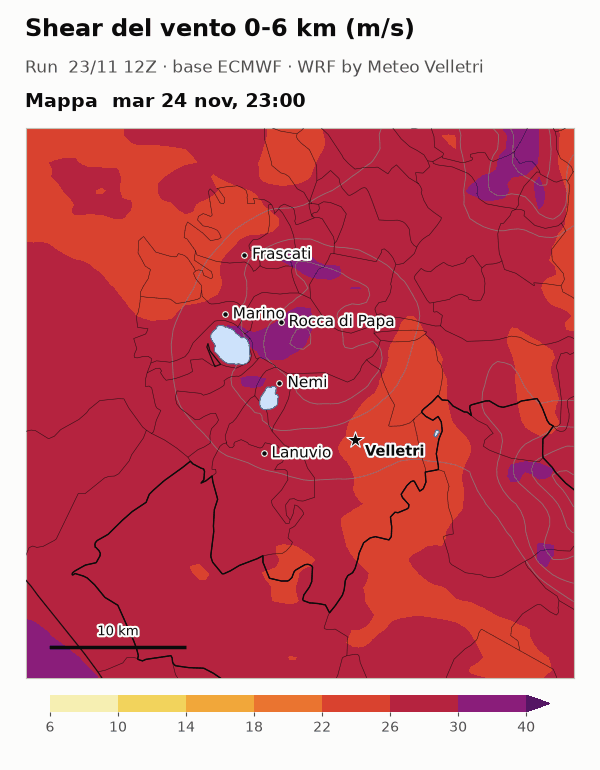 Shear del vento 0-6 km (m/s)
Run  23/11 12Z · base ECMWF · WRF by Meteo Velletri
Mappa  mar 24 nov, 23:00
Frascati
Marino
Rocca di Papa
Nemi
Velletri
Lanuvio
10 km
6 10 14 18 22 26 30 40